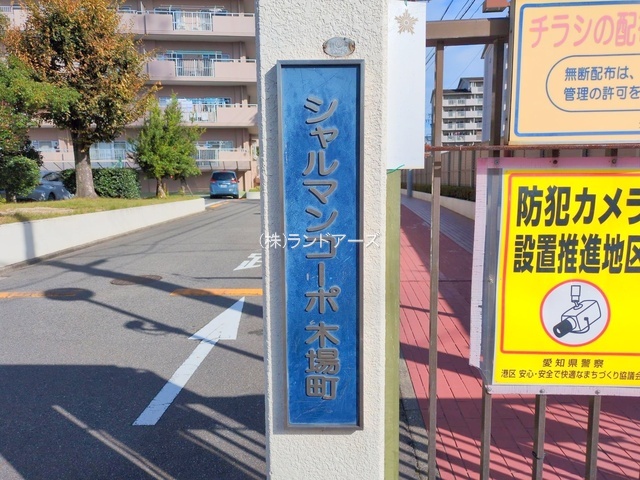 シャルマンコーポ木場町
(株)ランドアーズ
チラシの配
無断配布は、
管理の許可を
防犯カメ
設置推進地区
愛知県警察
港区 安心・安全で快適なまちづくり協議会